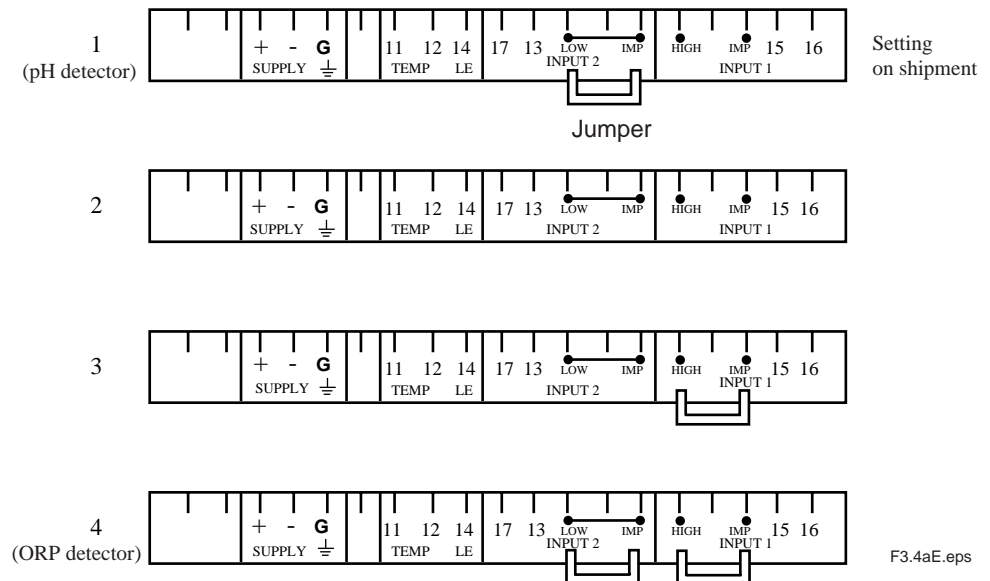 1
(pH detector)
+ - G
SUPPLY
11 12 14
TEMP LE
17 13 LOW IMP
INPUT 2
HIGH IMP 15 16
INPUT 1
Setting
on shipment
Jumper
2
+ - G
SUPPLY
11 12 14
TEMP LE
17 13 LOW IMP
INPUT 2
HIGH IMP 15 16
INPUT 1
3
+ - G
SUPPLY
11 12 14
TEMP LE
17 13 LOW IMP
INPUT 2
HIGH IMP 15 16
INPUT 1
4
(ORP detector)
+ - G
SUPPLY
11 12 14
TEMP LE
17 13 LOW IMP
INPUT 2
HIGH IMP 15 16
INPUT 1
F3.4aE.eps